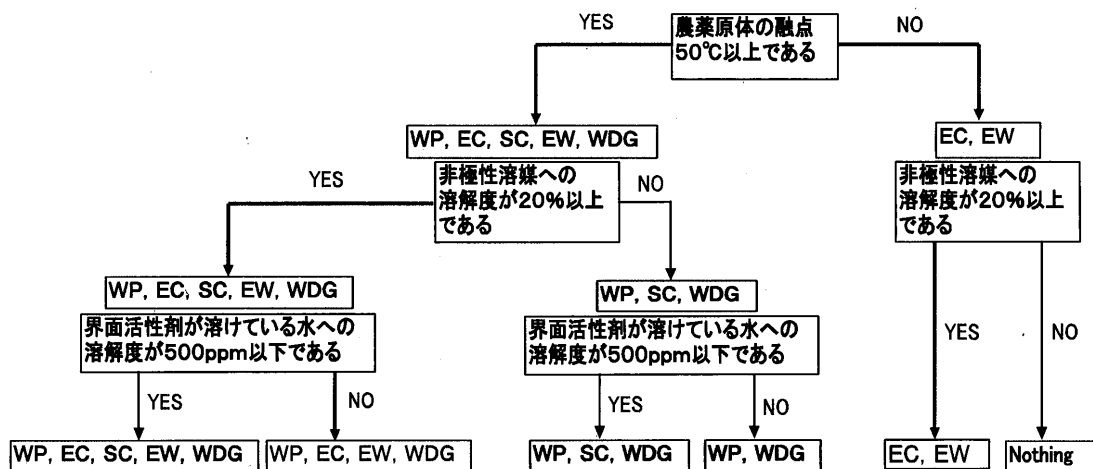 YES
農薬原体の融点
50℃以上である
NO
WP, EC, SC, EW, WDG
EC, EW
YES
非極性溶媒への
溶解度が20%以上
である
NO
非極性溶媒への
溶解度が20%以上
である
WP, EC, SC, EW, WDG
WP, SC, WDG
界面活性剤が溶けている水への
溶解度が500ppm以下である
界面活性剤が溶けている水への
溶解度が500ppm以下である
YES
NO
YES
NO
YES
NO
WP, EC, SC, EW, WDG
WP, EC, EW, WDG
WP, SC, WDG
WP, WDG
EC, EW
Nothing